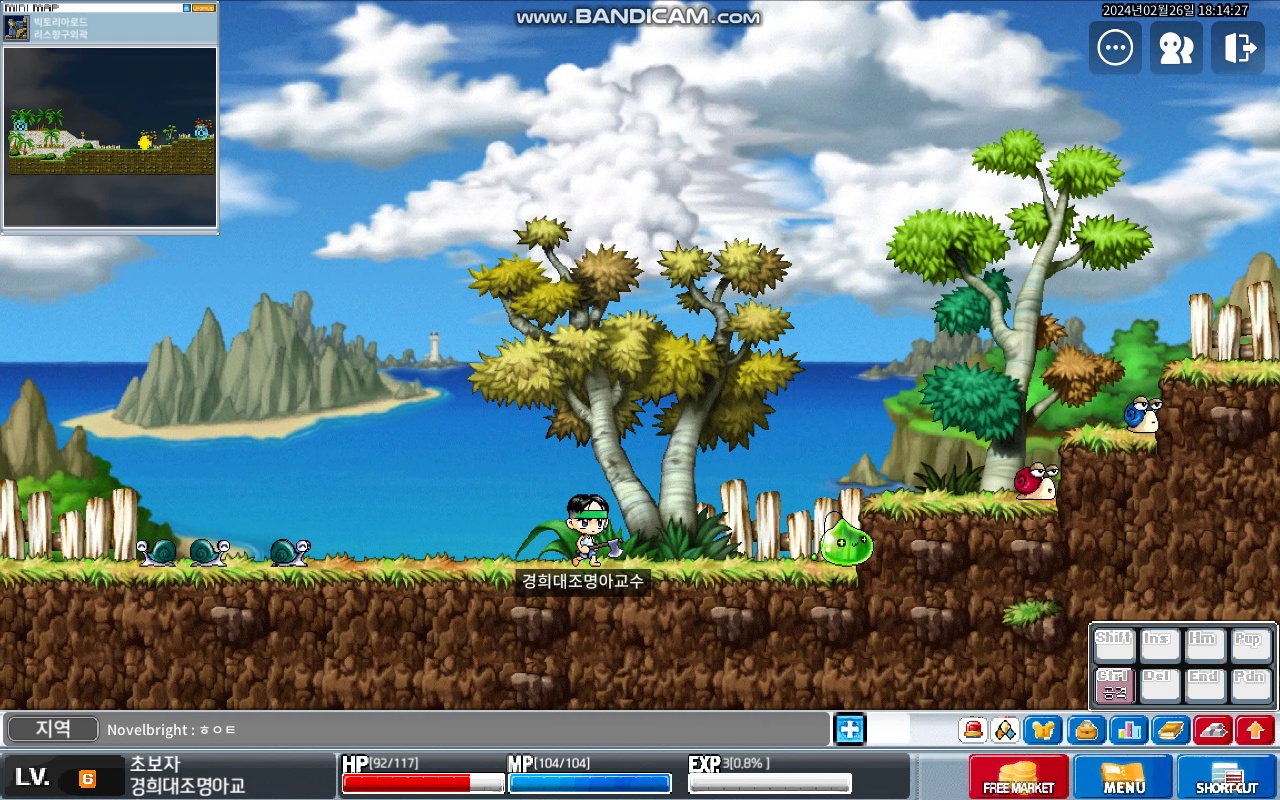 MINI MAP
WWW.BANDICAM.COM
2024년02월26일 18:14:27
빅토리아로드
리스항구외곽
경희대조명아교수
Shift Ins Hm Pup
Ctrl Del End Pdn
공격
지역 Novelbright : ㅎㅇㅌ
LV. 6 초보자
경희대조명아교
HP[92/117] MP[104/104] EXP 3[0.8% ]
FREE MARKET MENU SHORTCUT